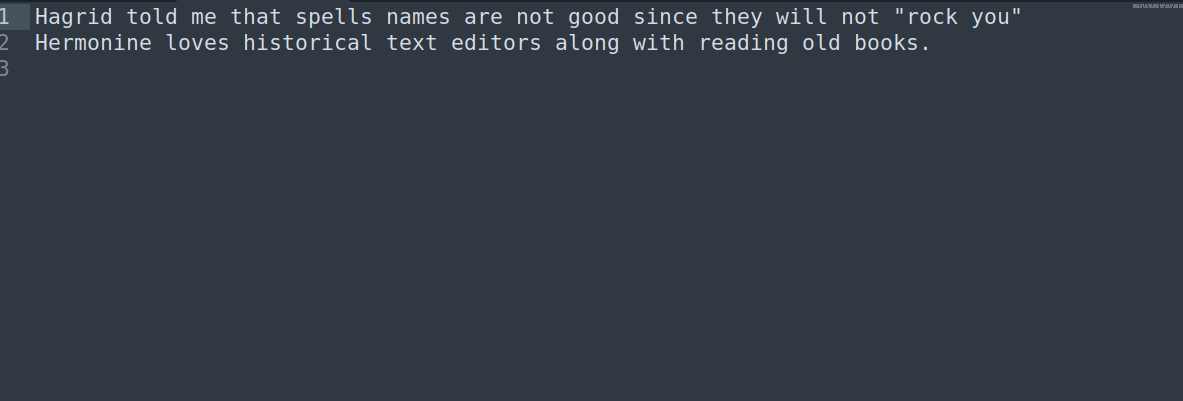 1 Hagrid told me that spells names are not good since they will not "rock you"
2 Hermonine loves historical text editors along with reading old books.
3